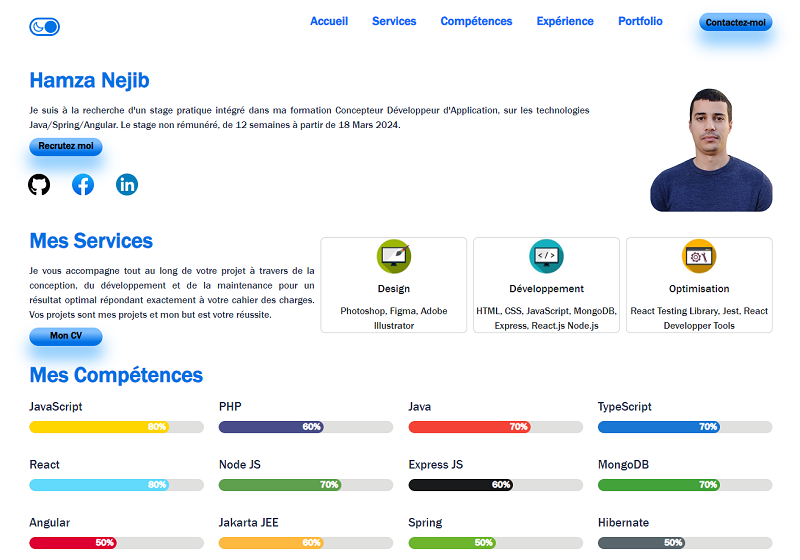 Accueil Services Compétences Expérience Portfolio Contactez-moi
Hamza Nejib
Je suis à la recherche d'un stage pratique intégré dans ma formation Concepteur Développeur d'Application, sur les technologies
Java/Spring/Angular. Le stage non rémunéré, de 12 semaines à partir de 18 Mars 2024.
Recrutez moi
in
Mes Services
Je vous accompagne tout au long de votre projet à travers de la
conception, du développement et de la maintenance pour un
résultat optimal répondant exactement à votre cahier des charges.
Vos projets sont mes projets et mon but est votre réussite.
Mon CV
Design
Photoshop, Figma, Adobe
Illustrator
</>
Développement
HTML, CSS, JavaScript, MongoDB,
Express, React.js Node.js
Optimisation
React Testing Library, Jest, React
Developper Tools
Mes Compétences
JavaScript PHP Java TypeScript
80% 60% 70% 70%
React Node JS Express JS MongoDB
80% 70% 60% 70%
Angular Jakarta JEE Spring Hibernate
50% 60% 50% 50%